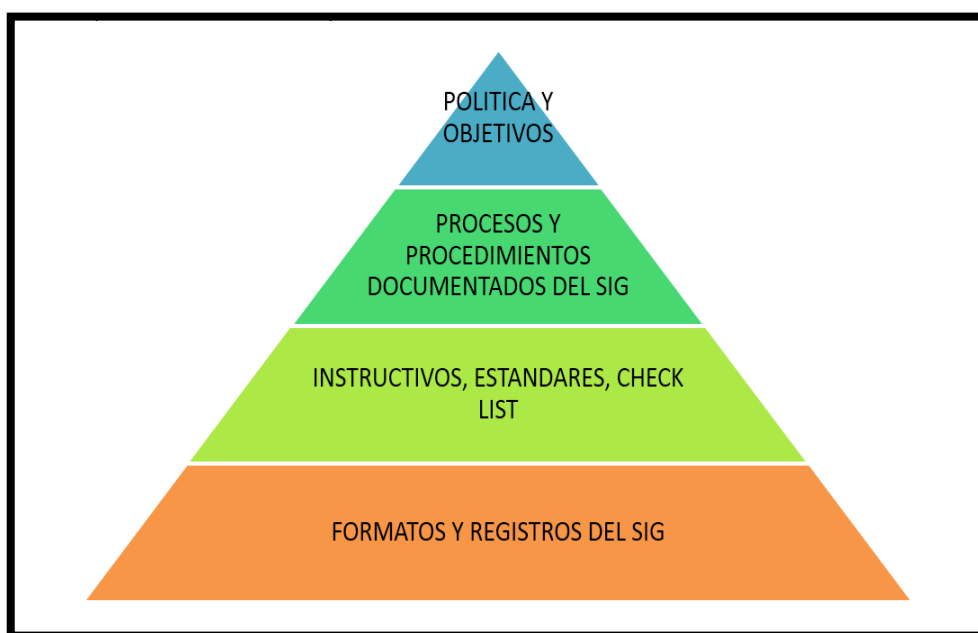 POLITICA Y
OBJETIVOS
PROCESOS Y
PROCEDIMIENTOS
DOCUMENTADOS DEL SIG
INSTRUCTIVOS, ESTANDARES, CHECK
LIST
FORMATOS Y REGISTROS DEL SIG